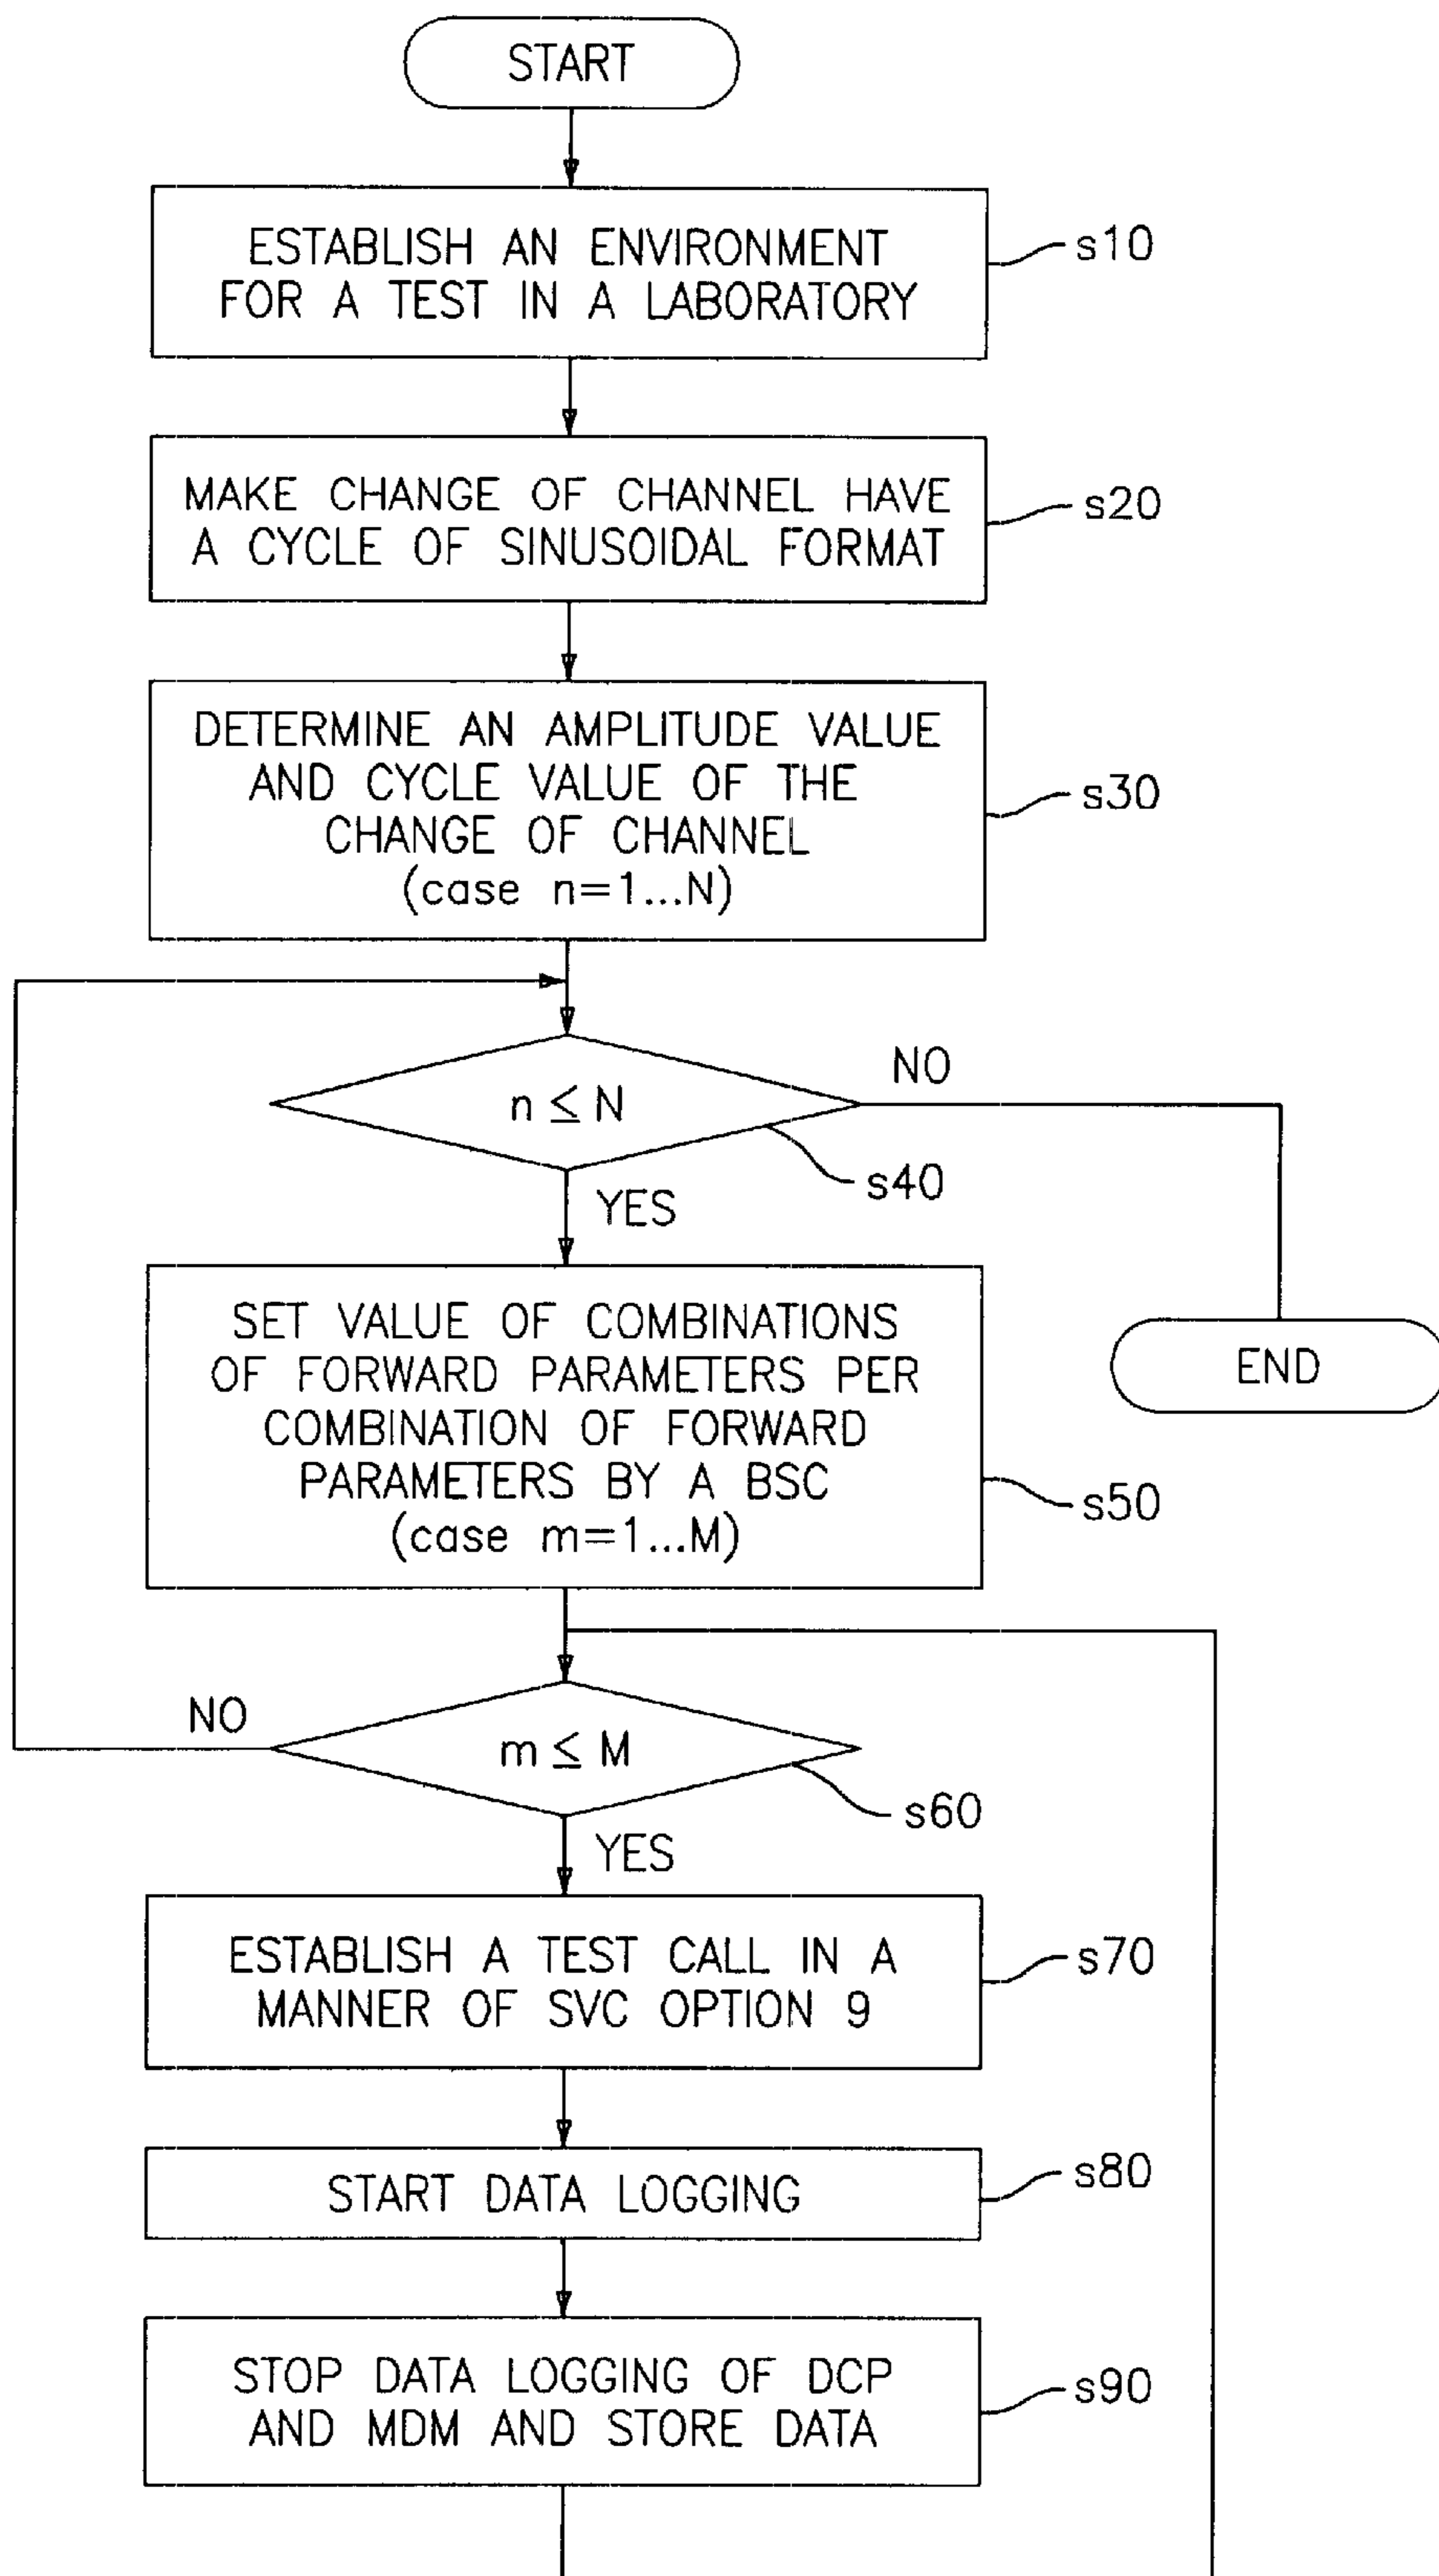 START
ESTABLISH AN ENVIRONMENT
FOR A TEST IN A LABORATORY
s10
MAKE CHANGE OF CHANNEL HAVE
A CYCLE OF SINUSOIDAL FORMAT
s20
DETERMINE AN AMPLITUDE VALUE
AND CYCLE VALUE OF THE
CHANGE OF CHANNEL
(case n=1...N)
s30
n ≤ N
NO
s40
YES
SET VALUE OF COMBINATIONS
OF FORWARD PARAMETERS PER
COMBINATION OF FORWARD
PARAMETERS BY A BSC
(case m=1...M)
s50
END
NO
m ≤ M
s60
YES
ESTABLISH A TEST CALL IN A
MANNER OF SVC OPTION 9
s70
START DATA LOGGING
s80
STOP DATA LOGGING OF DCP
AND MDM AND STORE DATA
s90